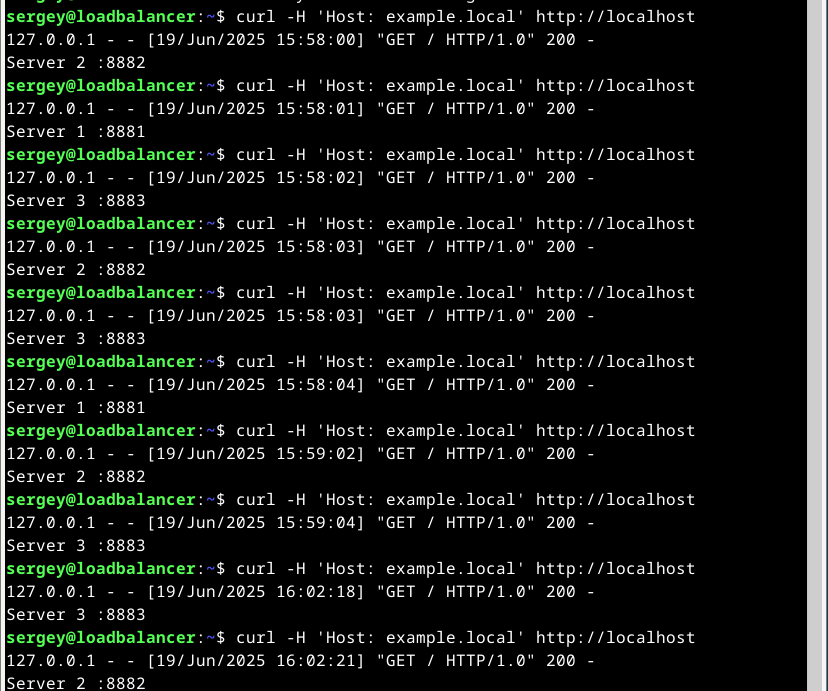 sergey@loadbalancer:~$ curl -H 'Host: example.local' http://localhost
127.0.0.1 - - [19/Jun/2025 15:58:00] "GET / HTTP/1.0" 200 -
Server 2 :8882
sergey@loadbalancer:~$ curl -H 'Host: example.local' http://localhost
127.0.0.1 - - [19/Jun/2025 15:58:01] "GET / HTTP/1.0" 200 -
Server 1 :8881
sergey@loadbalancer:~$ curl -H 'Host: example.local' http://localhost
127.0.0.1 - - [19/Jun/2025 15:58:02] "GET / HTTP/1.0" 200 -
Server 3 :8883
sergey@loadbalancer:~$ curl -H 'Host: example.local' http://localhost
127.0.0.1 - - [19/Jun/2025 15:58:03] "GET / HTTP/1.0" 200 -
Server 2 :8882
sergey@loadbalancer:~$ curl -H 'Host: example.local' http://localhost
127.0.0.1 - - [19/Jun/2025 15:58:03] "GET / HTTP/1.0" 200 -
Server 3 :8883
sergey@loadbalancer:~$ curl -H 'Host: example.local' http://localhost
127.0.0.1 - - [19/Jun/2025 15:58:04] "GET / HTTP/1.0" 200 -
Server 1 :8881
sergey@loadbalancer:~$ curl -H 'Host: example.local' http://localhost
127.0.0.1 - - [19/Jun/2025 15:59:02] "GET / HTTP/1.0" 200 -
Server 2 :8882
sergey@loadbalancer:~$ curl -H 'Host: example.local' http://localhost
127.0.0.1 - - [19/Jun/2025 15:59:04] "GET / HTTP/1.0" 200 -
Server 3 :8883
sergey@loadbalancer:~$ curl -H 'Host: example.local' http://localhost
127.0.0.1 - - [19/Jun/2025 16:02:18] "GET / HTTP/1.0" 200 -
Server 3 :8883
sergey@loadbalancer:~$ curl -H 'Host: example.local' http://localhost
127.0.0.1 - - [19/Jun/2025 16:02:21] "GET / HTTP/1.0" 200 -
Server 2 :8882